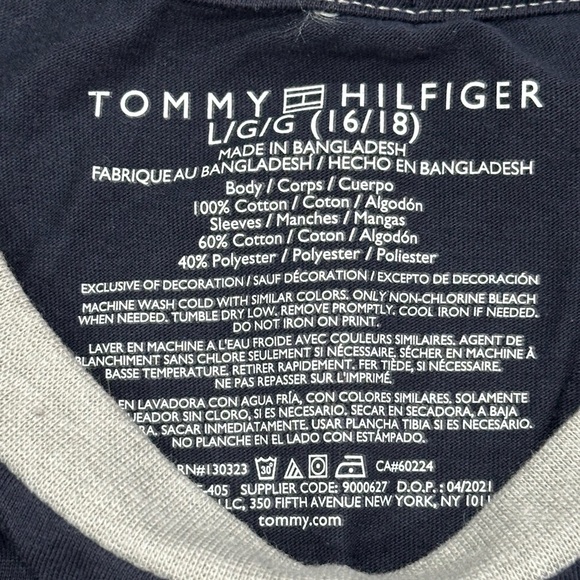 TOMMY HILFIGER
L/G/G (16/18)
MADE IN BANGLADESH
FABRIQUE AU BANGLADESH / HECHO EN BANGLADESH
Body / Corps / Cuerpo
100% Cotton / Coton / Algodón
Sleeves / Manches / Mangas
60% Cotton / Coton / Algodón
40% Polyester / Polyester / Poliester
EXCLUSIVE OF DECORATION / SAUF DÉCORATION / EXCEPTO DE DECORACIÓN
MACHINE WASH COLD WITH SIMILAR COLORS. ONLY NON-CHLORINE BLEACH
WHEN NEEDED. TUMBLE DRY LOW. REMOVE PROMPTLY. COOL IRON IF NEEDED.
DO NOT IRON ON PRINT.
LAVER EN MACHINE A L'EAU FROIDE AVEC COULEURS SIMILAIRES. AGENT DE
BLANCHIMENT SANS CHLORE SEULEMENT SI NÉCESSAIRE. SÉCHER EN MACHINE À
BASSE TEMPÉRATURE. RETIRER RAPIDEMENT. FER TIÈDE, SI NÉCESSAIRE.
NE PAS REPASSER SUR L'IMPRIMÉ.
EN LAVADORA CON AGUA FRÍA, CON COLORES SIMILARES. SOLAMENTE
SIN CLORO, SI ES NECESARIO. SECAR EN SECADORA, A BAJA
SACAR INMEDIATAMENTE. USAR PLANCHA TIBIA SI ES NECESARIO.
NO PLANCHE EN EL LADO CON ESTÁMPADO.
RN#130323 30 CA#60224
-405 SUPPLIER CODE: 9000627 D.O.P.: 04/2021
LLC, 350 FIFTH AVENUE NEW YORK, NY 1011
tommy.com